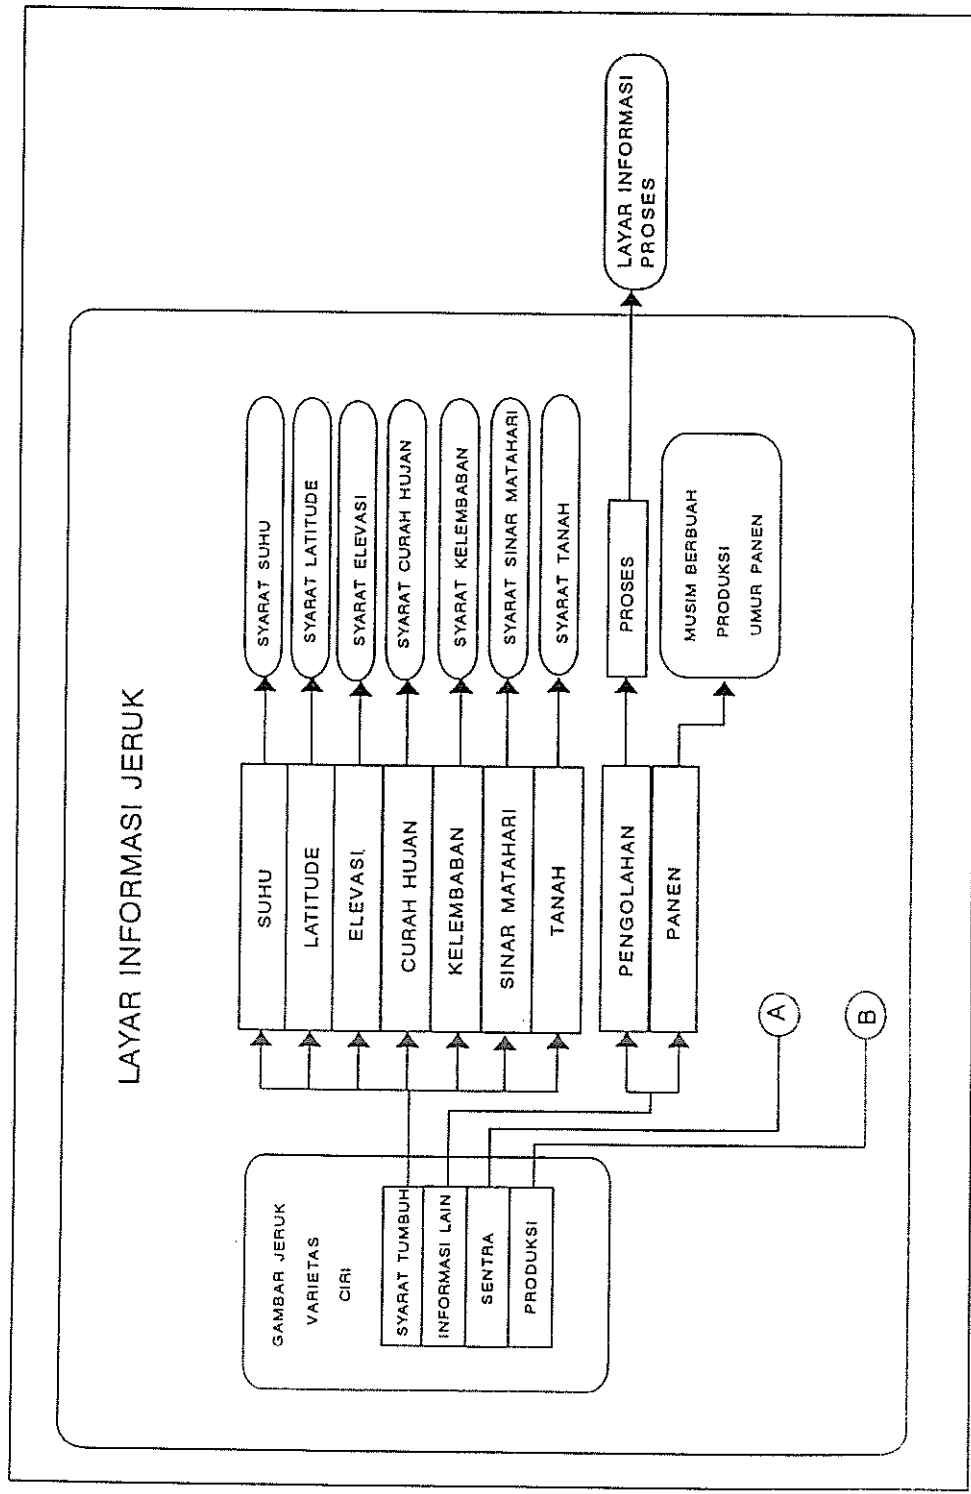 LAYAR INFORMASI JERUK
GAMBAR JERUK
VARIETAS
CIRI
SYARAT TUMBUH
INFORMASI LAIN
SENTRA
PRODUKSI
SUHU
LATITUDE
ELEVASI
CURAH HUJAN
KELEMBABAN
SINAR MATAHARI
TANAH
PENGOLAHAN
PANEN
A
B
SYARAT SUHU
SYARAT LATITUDE
SYARAT ELEVASI
SYARAT CURAH HUJAN
SYARAT KELEMBABAN
SYARAT SINAR MATAHARI
SYARAT TANAH
PROSES
MUSIM BERBUAH
PRODUKSI
UMUR PANEN
LAYAR INFORMASI
PROSES